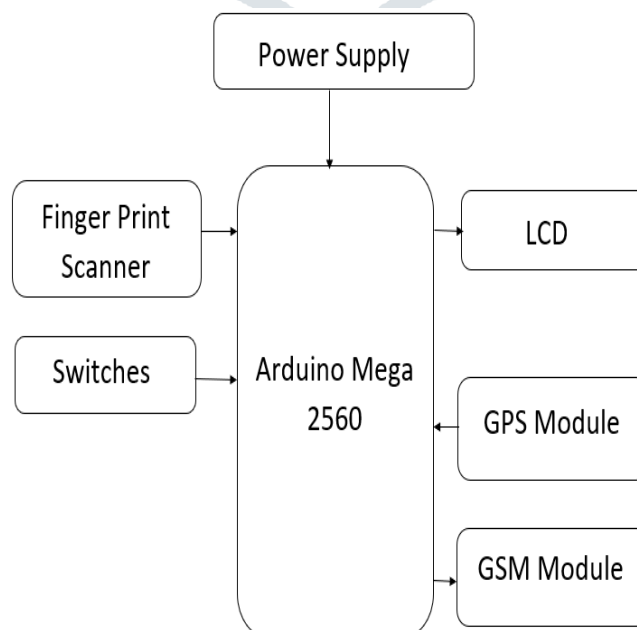 Power Supply
Finger Print
Scanner
LCD
Switches
Arduino Mega
2560
GPS Module
GSM Module